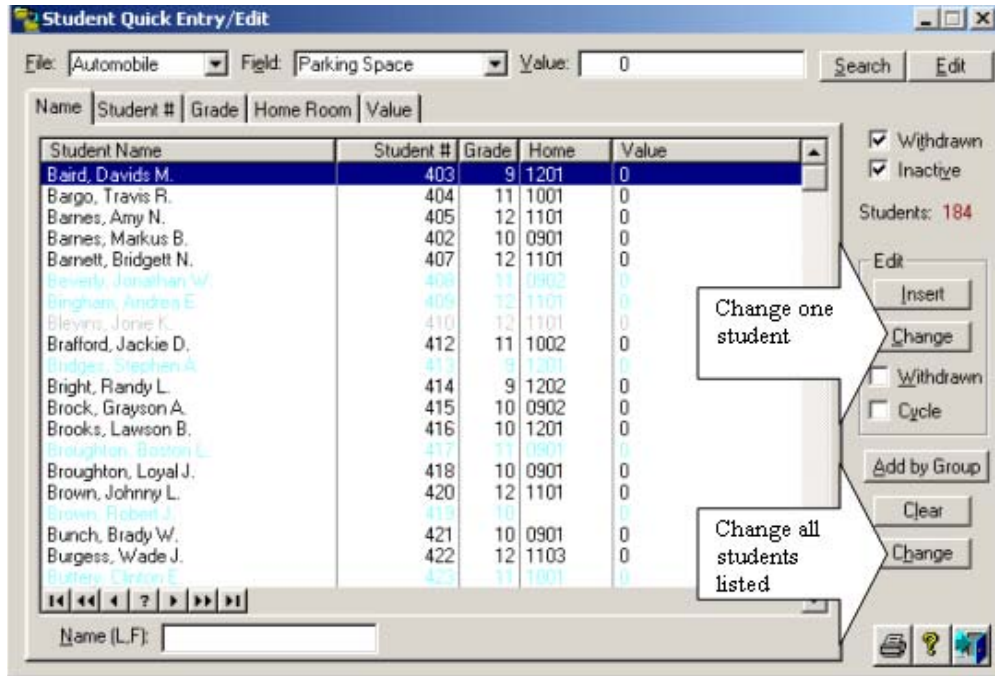 Student Quick Entry/Edit
File: Automobile Field: Parking Space Value: 0 Search Edit
Name Student # Grade Home Room Value
Student Name Student # Grade Home Value
Baird, Davids M. 403 9 1201 0
Bargo, Travis R. 404 11 1001 0
Barnes, Amy N. 405 12 1101 0
Barnes, Markus B. 402 10 0901 0
Barnett, Bridgett N. 407 12 1101 0
Beverly, Jonathan W. 408 11 0902 0
Bingham, Andrea E. 409 12 1101 0
Blevins, Jonie K. 410 12 1101 0
Brafford, Jackie D. 412 11 1002 0
Bridges, Stephen A. 413 9 1201 0
Bright, Randy L. 414 9 1202 0
Brock, Grayson A. 415 10 0902 0
Brooks, Lawson B. 416 10 1201 0
Broughton, Boston L. 417 11 0901 0
Broughton, Loyal J. 418 10 0901 0
Brown, Johnny L. 420 12 1101 0
Brown, Robert J. 419 10 0
Bunch, Brady W. 421 10 0901 0
Burgess, Wade J. 422 12 1103 0
Buttery, Clinton E. 423 11 1001 0
?
Name (L,F):
Withdrawn
Inactive
Students: 184
Edit
Insert
Change
Withdrawn
Cycle
Add by Group
Clear
Change
Change one
student
Change all
students
listed
?